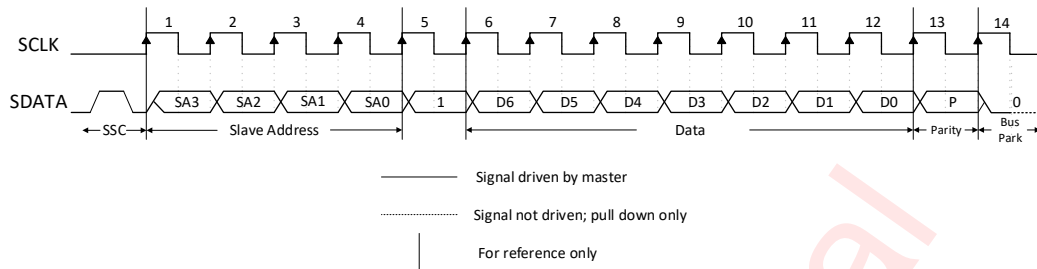 1 2 3 4 5 6 7 8 9 10 11 12 13 14
SCLK
SDATA SA3 SA2 SA1 SA0 1 D6 D5 D4 D3 D2 D1 D0 P 0
SSC Slave Address Data Parity Bus
Park
Signal driven by master
Signal not driven; pull down only
For reference only
al